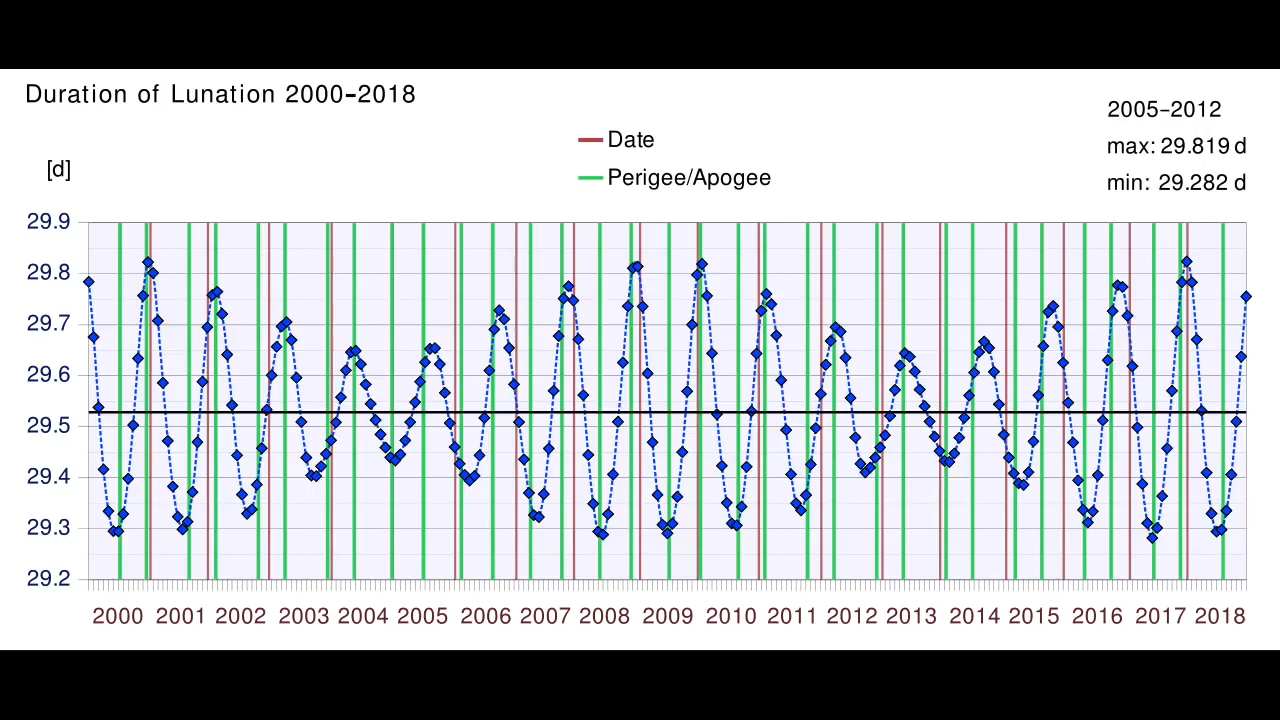 Duration of Lunation 2000–2018
2005–2012
max: 29.819 d
min: 29.282 d
Date
Perigee/Apogee
[d]
29.9
29.8
29.7
29.6
29.5
29.4
29.3
29.2
2000 2001 2002 2003 2004 2005 2006 2007 2008 2009 2010 2011 2012 2013 2014 2015 2016 2017 2018